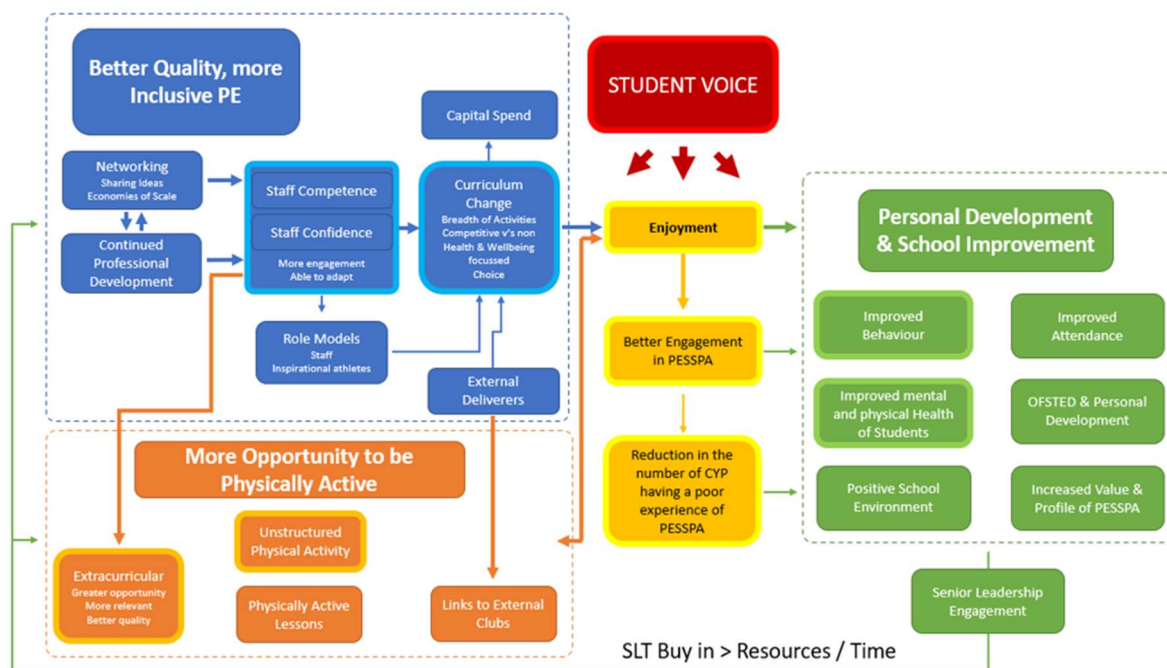 Better Quality, more
Inclusive PE
Capital Spend
Networking
Sharing Ideas
Economies of Scale
Continued
Professional
Development
Staff Competence
Staff Confidence
More engagement
Able to adapt
Curriculum
Change
Breadth of Activities
Competitive v's non
Health & Wellbeing
focussed
Choice
Role Models
Staff
Inspirational athletes
External
Deliverers
More Opportunity to be
Physically Active
Extracurricular
Greater opportunity
More relevant
Better quality
Unstructured
Physical Activity
Physically Active
Lessons
Links to External
Clubs
STUDENT VOICE
Enjoyment
Better Engagement
in PESSPA
Reduction in the
number of CYP
having a poor
experience of
PESSPA
Personal Development
& School Improvement
Improved
Behaviour
Improved
Attendance
Improved mental
and physical Health
of Students
OFSTED & Personal
Development
Positive School
Environment
Increased Value &
Profile of PESSPA
Senior Leadership
Engagement
SLT Buy in > Resources / Time